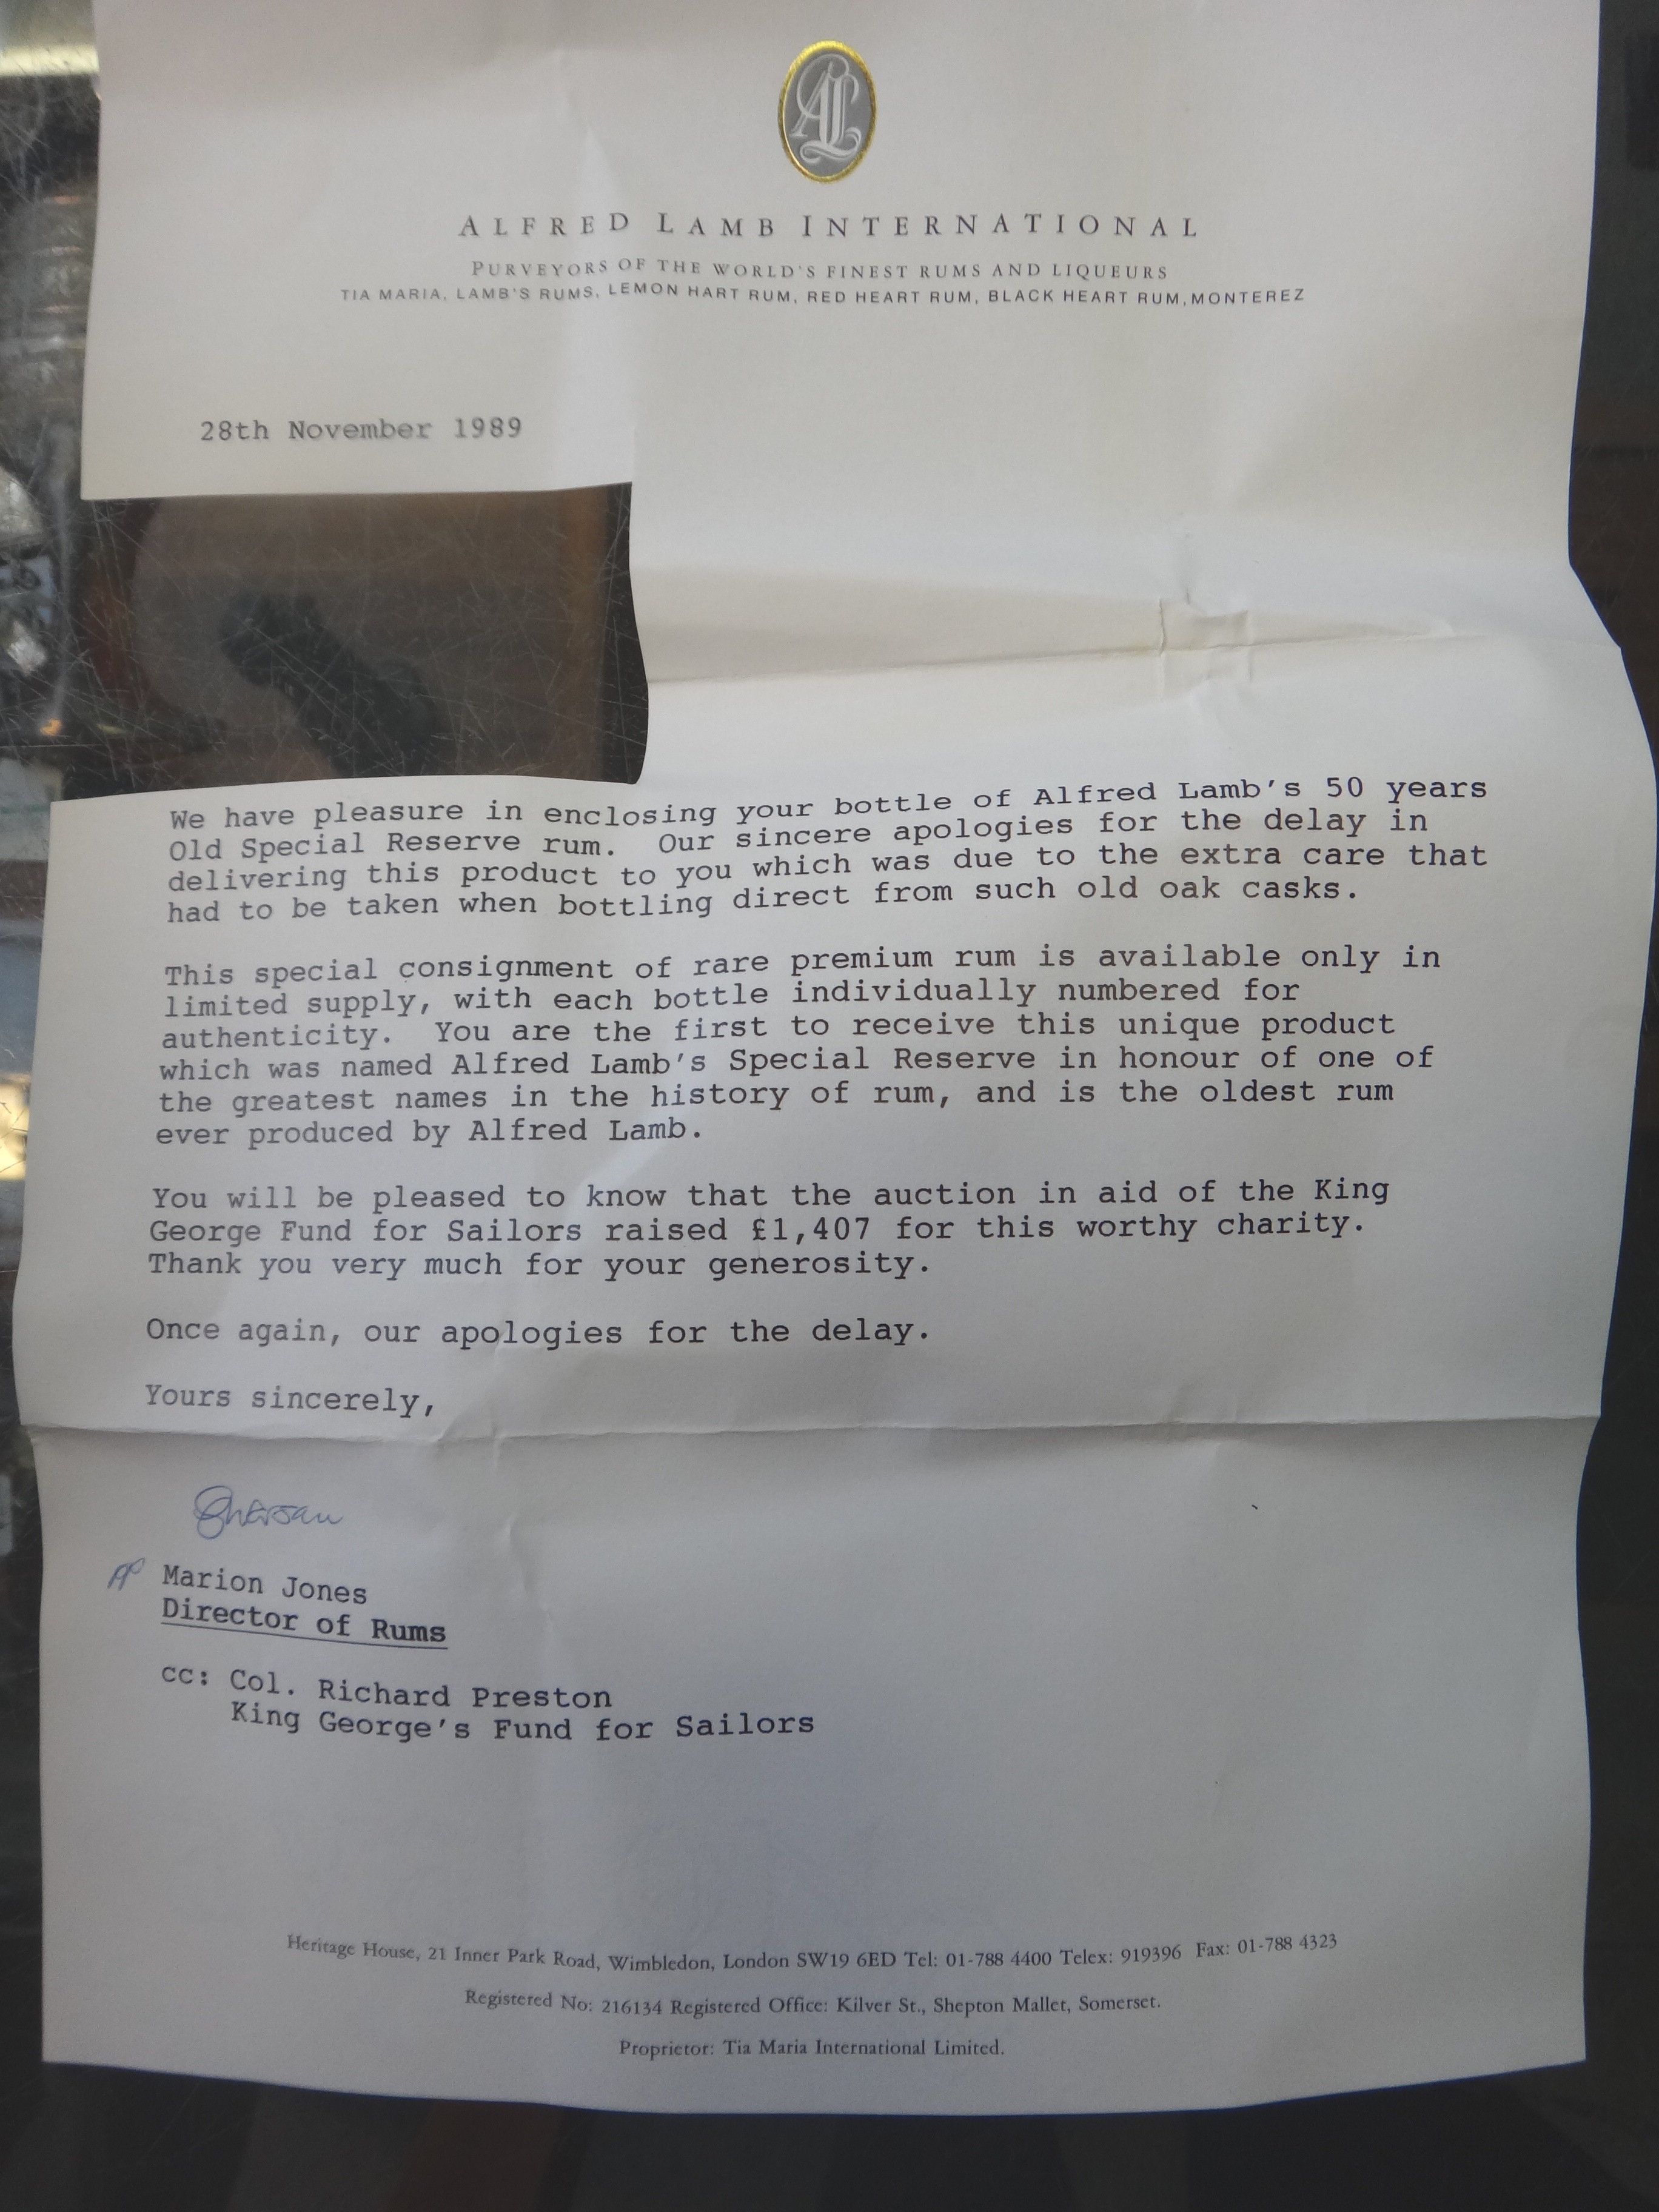 AL
ALFRED LAMB INTERNATIONAL
PURVEYORS OF THE WORLD'S FINEST RUMS AND LIQUEURS
TIA MARIA, LAMB'S RUMS, LEMON HART RUM, RED HEART RUM, BLACK HEART RUM, MONTEREZ
28th November 1989
We have pleasure in enclosing your bottle of Alfred Lamb's 50 years
Old Special Reserve rum. Our sincere apologies for the delay in
delivering this product to you which was due to the extra care that
had to be taken when bottling direct from such old oak casks.
This special consignment of rare premium rum is available only in
limited supply, with each bottle individually numbered for
authenticity. You are the first to receive this unique product
which was named Alfred Lamb's Special Reserve in honour of one of
the greatest names in the history of rum, and is the oldest rum
ever produced by Alfred Lamb.
You will be pleased to know that the auction in aid of the King
George Fund for Sailors raised £1,407 for this worthy charity.
Thank you very much for your generosity.
Once again, our apologies for the delay.
Yours sincerely,
pp Marion Jones
Director of Rums
cc: Col. Richard Preston
King George's Fund for Sailors
Heritage House, 21 Inner Park Road, Wimbledon, London SW19 6ED Tel: 01-788 4400 Telex: 919396 Fax: 01-788 4323
Registered No: 216134 Registered Office: Kilver St., Shepton Mallet, Somerset.
Proprietor: Tia Maria International Limited.